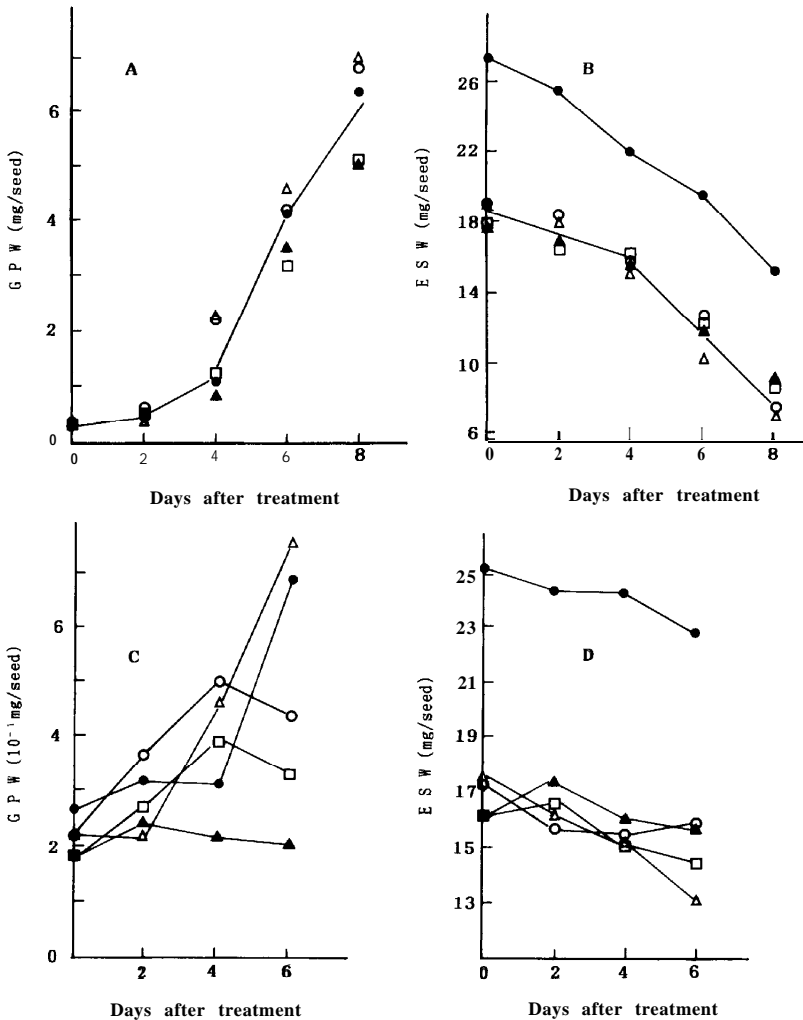 A
6
4
2
0
G P W (mg/seed)
0 2 4 6 8
Days after treatment
B
26
22
18
14
10
6
E S W (mg/seed)
0 2 4 6 8
Days after treatment
C
6
4
2
0
G P W (10⁻¹mg/seed)
2 4 6
Days after treatment
D
25
23
21
19
17
15
13
E S W (mg/seed)
0 2 4 6
Days after treatment